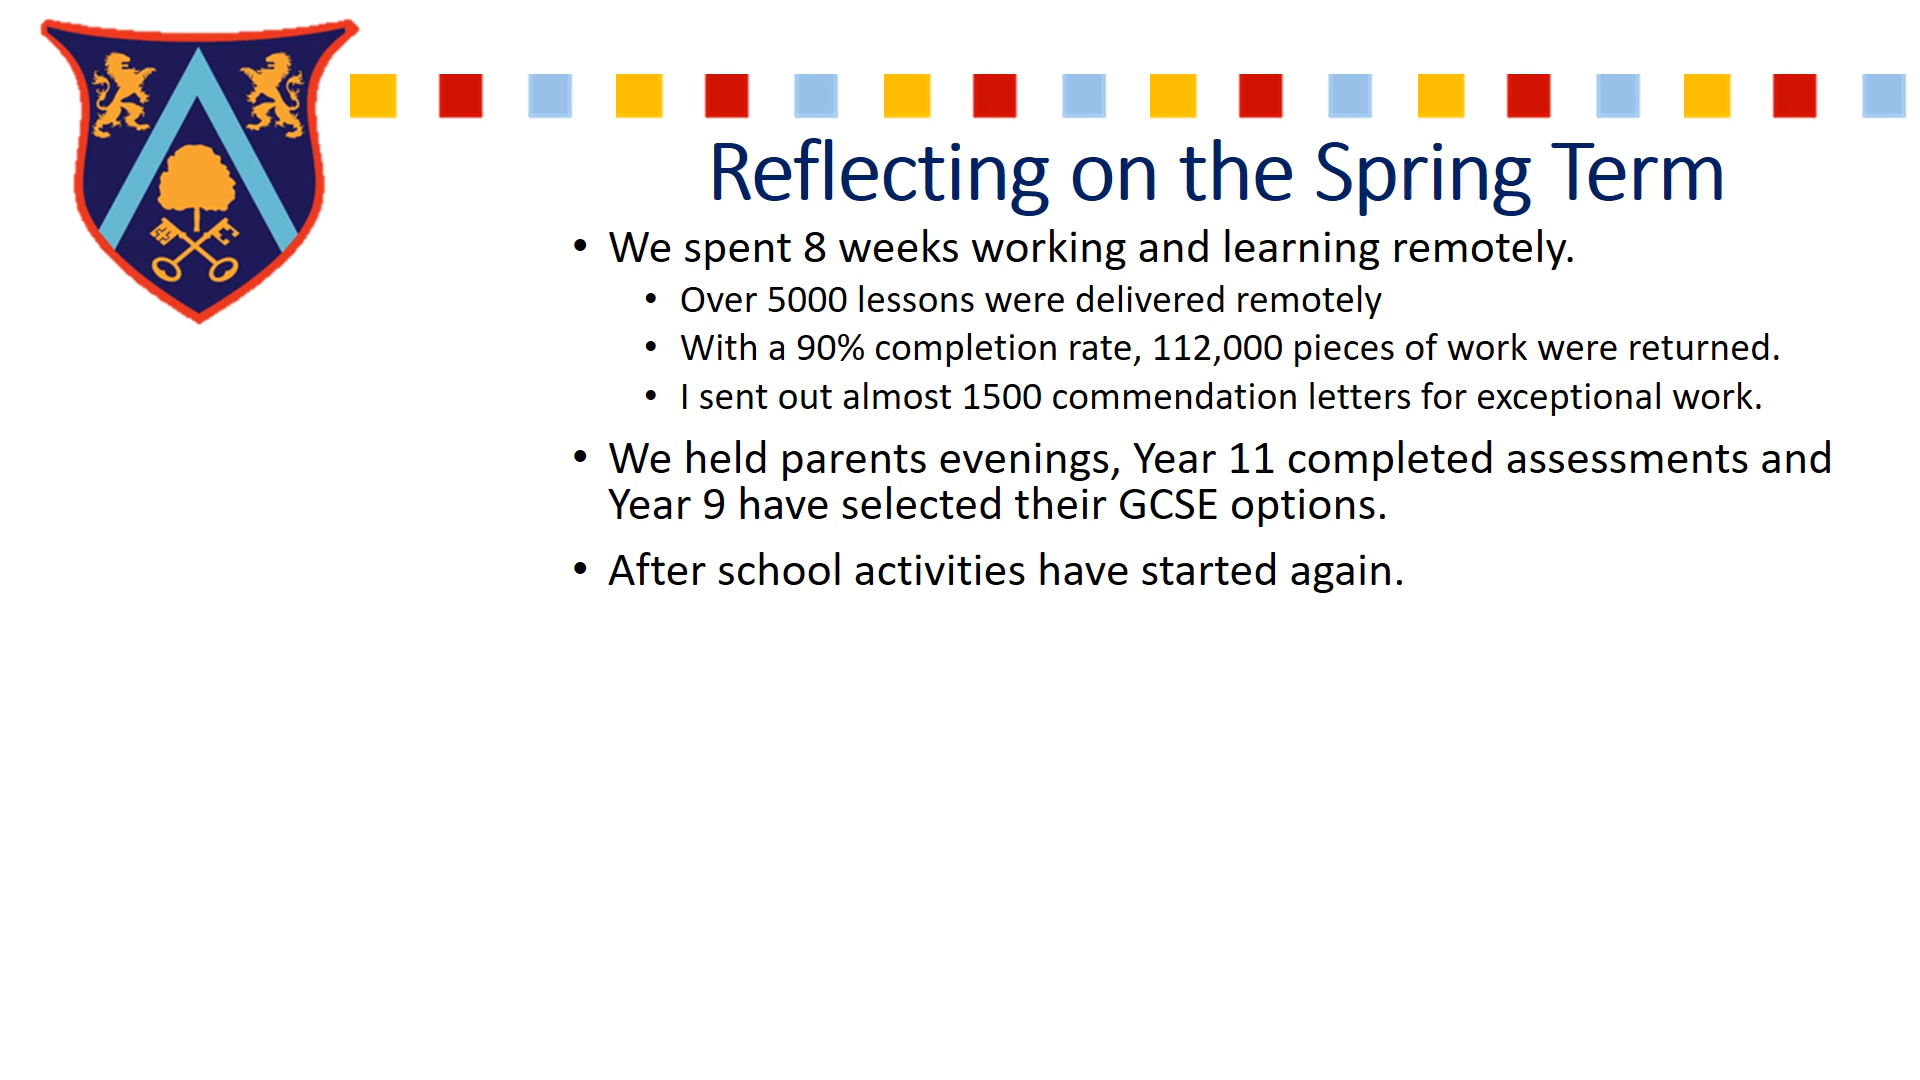 Reflecting on the Spring Term
• We spent 8 weeks working and learning remotely.
• Over 5000 lessons were delivered remotely
• With a 90% completion rate, 112,000 pieces of work were returned.
• I sent out almost 1500 commendation letters for exceptional work.
• We held parents evenings, Year 11 completed assessments and
Year 9 have selected their GCSE options.
• After school activities have started again.